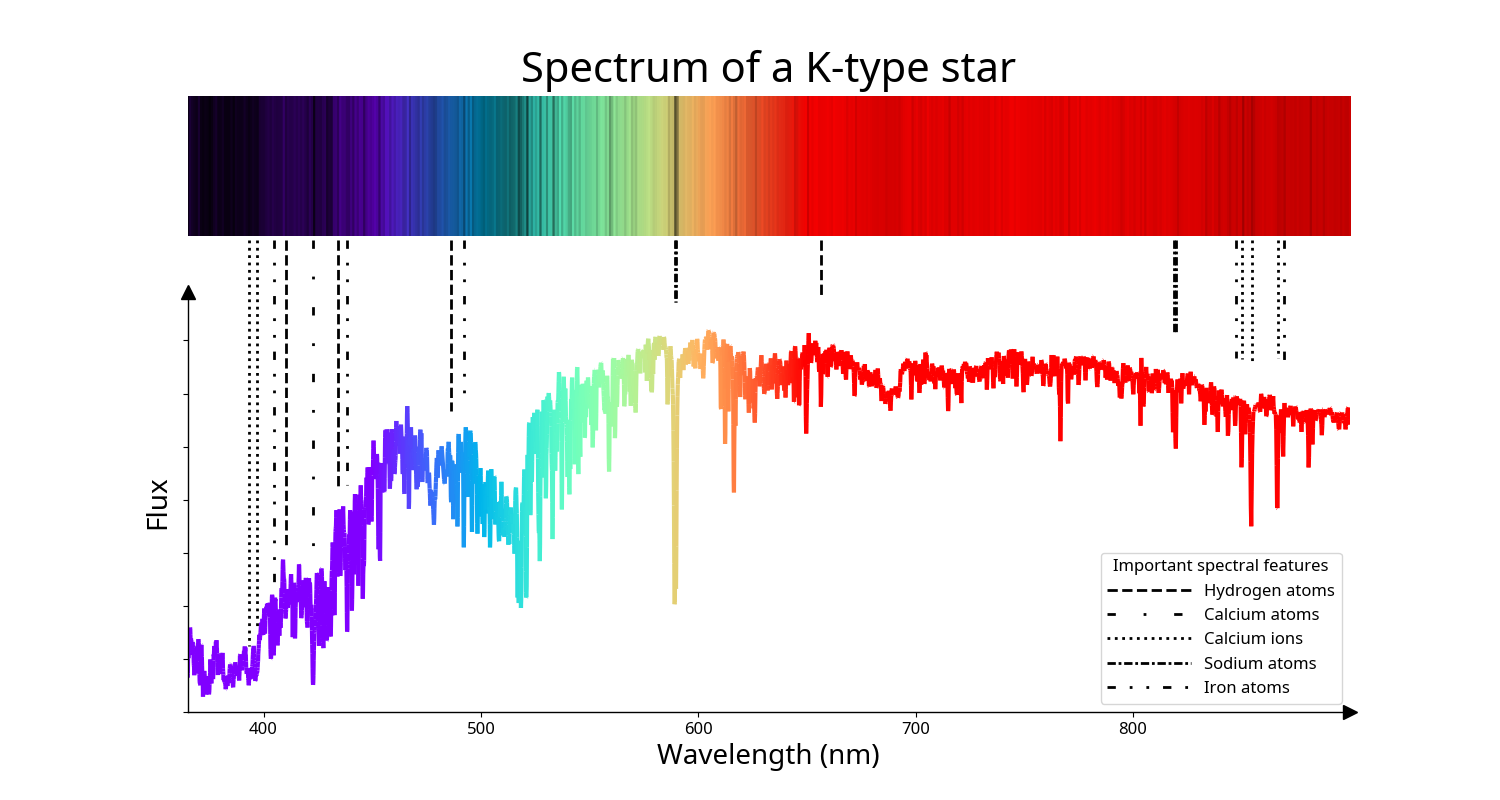 Spectrum of a K-type star
Flux
Important spectral features
Hydrogen atoms
Calcium atoms
Calcium ions
Sodium atoms
Iron atoms
400 500 600 700 800
Wavelength (nm)